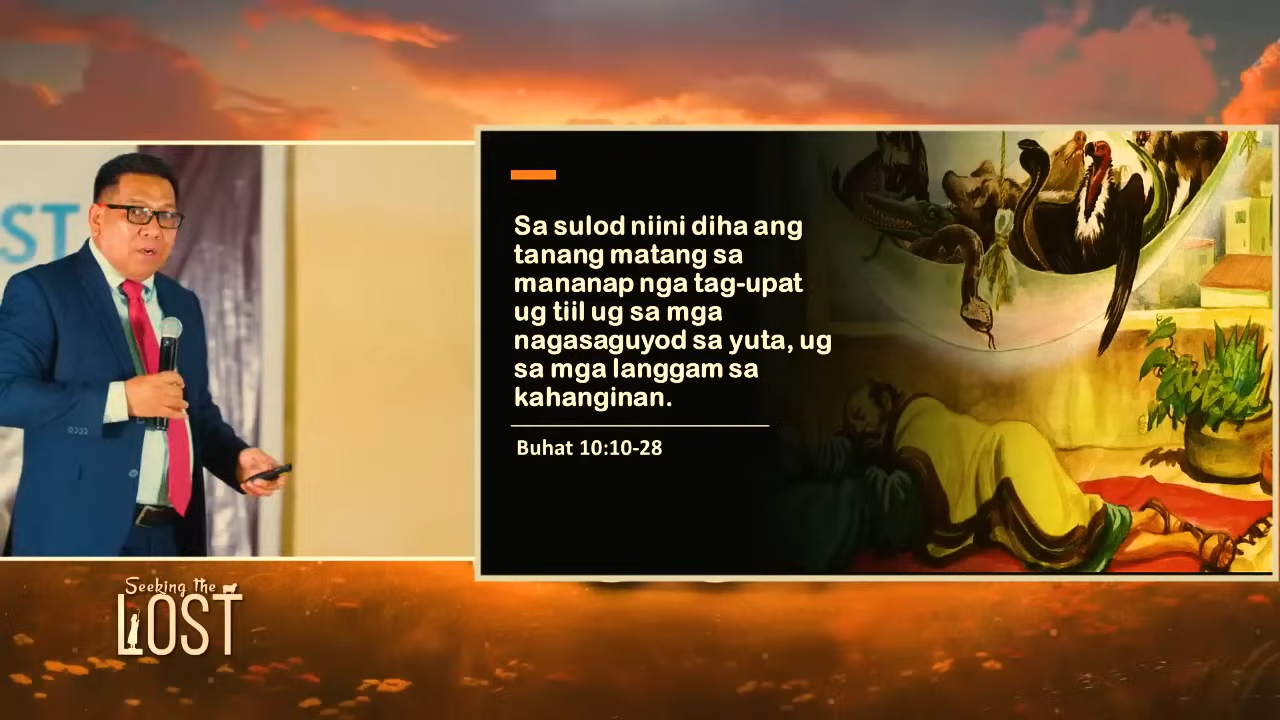 ST
Sa sulod niini diha ang
tanang matang sa
mananap nga tag-upat
ug tiil ug sa mga
nagasaguyod sa yuta, ug
sa mga langgam sa
kahanginan.
Buhat 10:10-28
Seeking the
LOST